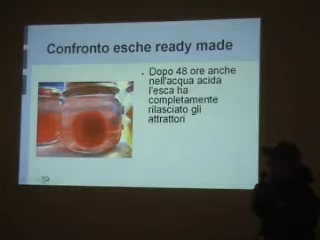 Confronto esche ready made
• Dopo 48 ore anche
nell'acqua acida
l'esca ha
completamente
rilasciato gli
attrattori